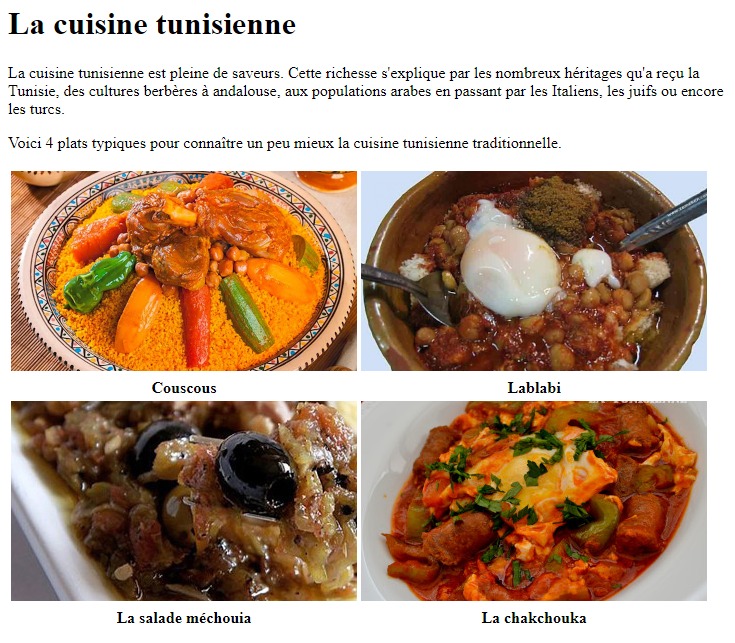 La cuisine tunisienne
La cuisine tunisienne est pleine de saveurs. Cette richesse s'explique par les nombreux héritages qu'a reçu la
Tunisie, des cultures berbères à andalouse, aux populations arabes en passant par les Italiens, les juifs ou encore
les turcs.
Voici 4 plats typiques pour connaître un peu mieux la cuisine tunisienne traditionnelle.
Couscous
Lablabi
La salade méchouia
La chakchouka